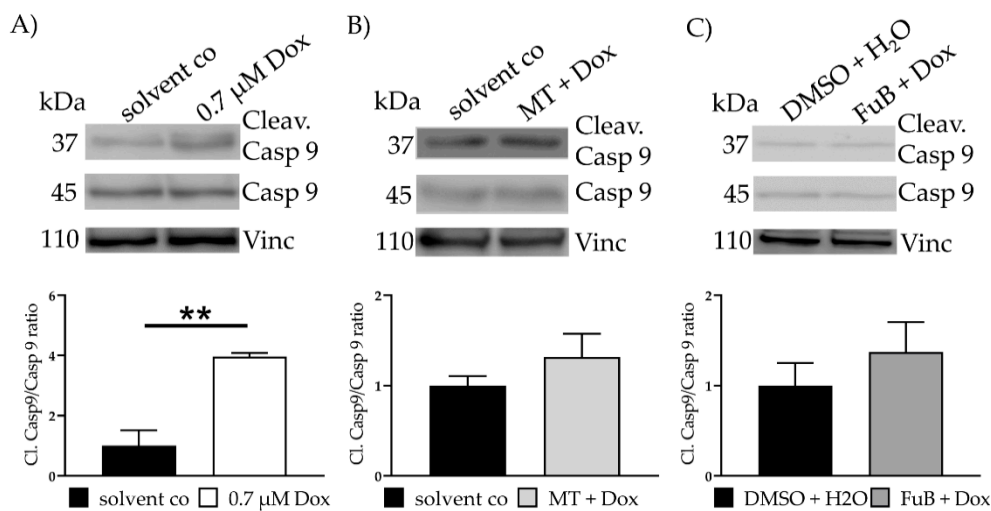 A)
solvent co
0.7 µM Dox
kDa
37
Cleav.
Casp 9
45
Casp 9
110
Vinc
Cl. Casp9/Casp 9 ratio
6
4
2
0
**
solvent co
0.7 µM Dox
B)
solvent co
MT + Dox
kDa
37
Cleav.
Casp 9
45
Casp 9
110
Vinc
Cl. Casp9/Casp 9 ratio
2
1
0
solvent co
MT + Dox
C)
DMSO + H₂O
FuB + Dox
kDa
37
Cleav.
Casp 9
45
Casp 9
110
Vinc
Cl. Casp9/Casp 9 ratio
2
1
0
DMSO + H2O
FuB + Dox